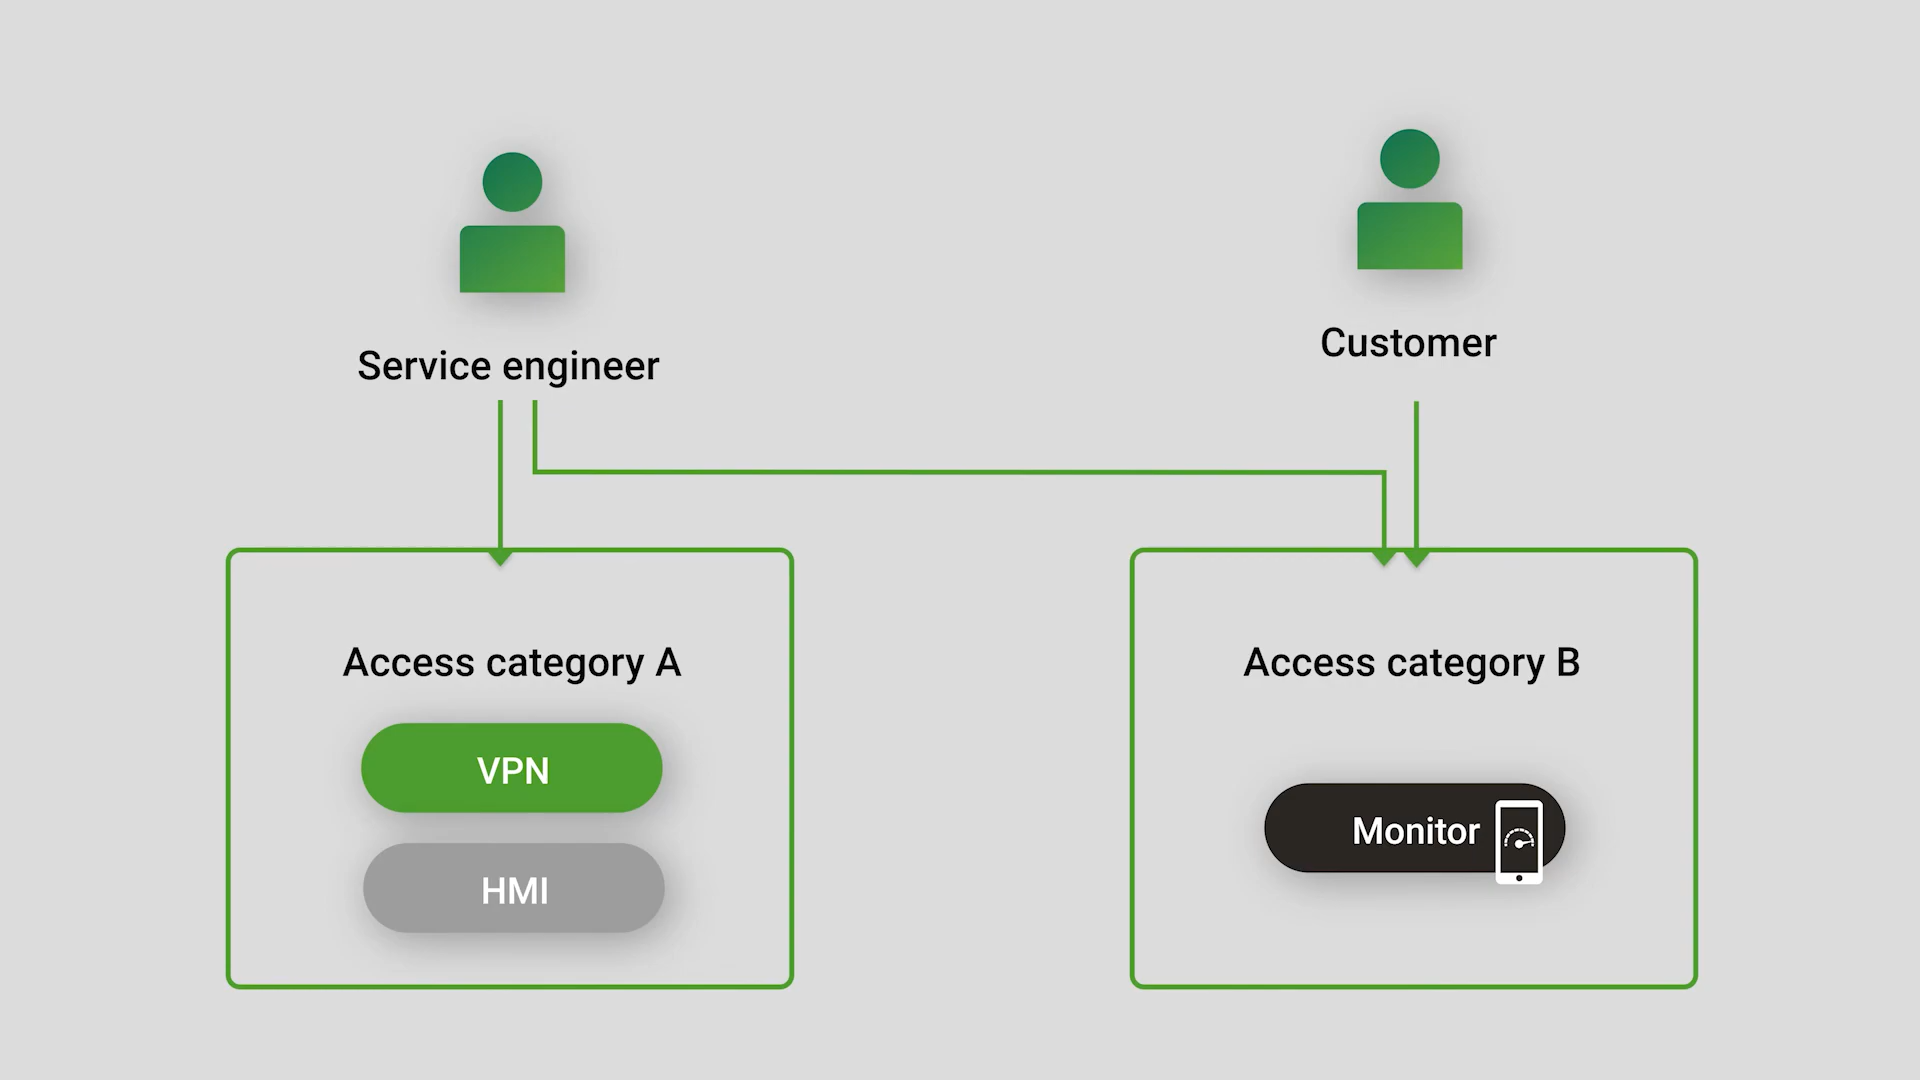 Service engineer
Customer
Access category A
VPN
HMI
Access category B
Monitor